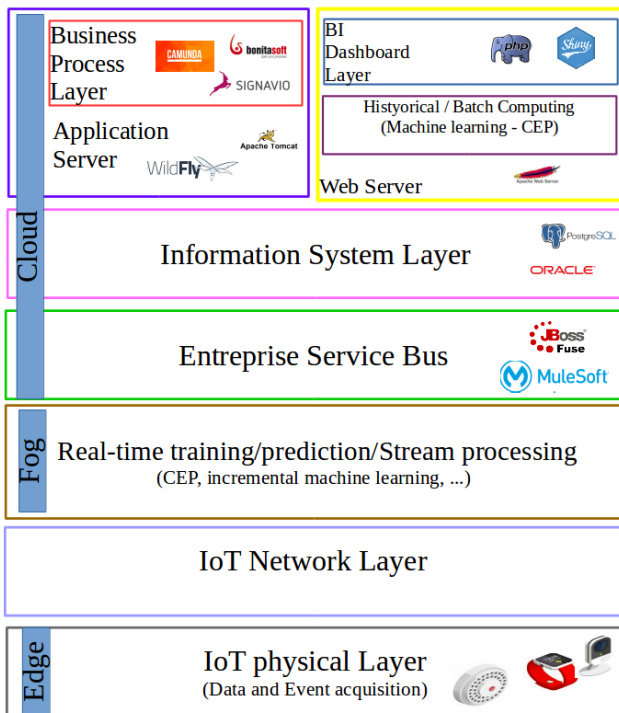 Business
Process
Layer
CAMUNDA
bonitasoft
SIGNAVIO
Application
Server
Apache Tomcat
WildFly
BI
Dashboard
Layer
php
Shiny
Histyorical / Batch Computing
(Machine learning - CEP)
Web Server
Apache Web Server
Cloud
Information System Layer
PostgreSQL
ORACLE
Entreprise Service Bus
JBoss
Fuse
MuleSoft
Fog
Real-time training/prediction/Stream processing
(CEP, incremental machine learning, ...)
IoT Network Layer
Edge
IoT physical Layer
(Data and Event acquisition)